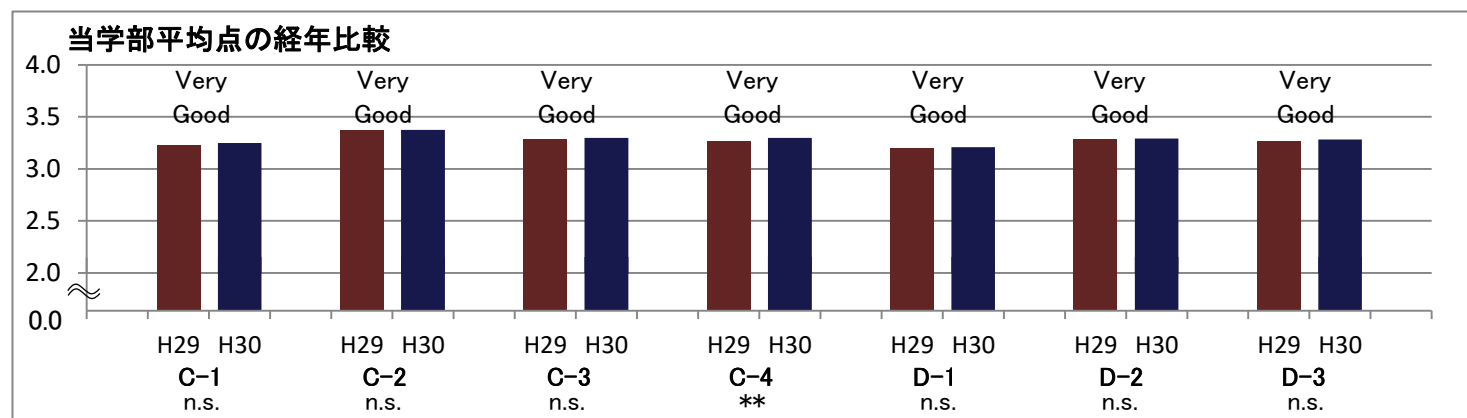 当学部平均点の経年比較
4.0
3.5
3.0
2.5
2.0
0.0
Very Good
Very Good
Very Good
Very Good
Very Good
Very Good
Very Good
H29 H30 H29 H30 H29 H30 H29 H30 H29 H30 H29 H30 H29 H30
C-1 C-2 C-3 C-4 D-1 D-2 D-3
n.s. n.s. n.s. ** n.s. n.s. n.s.